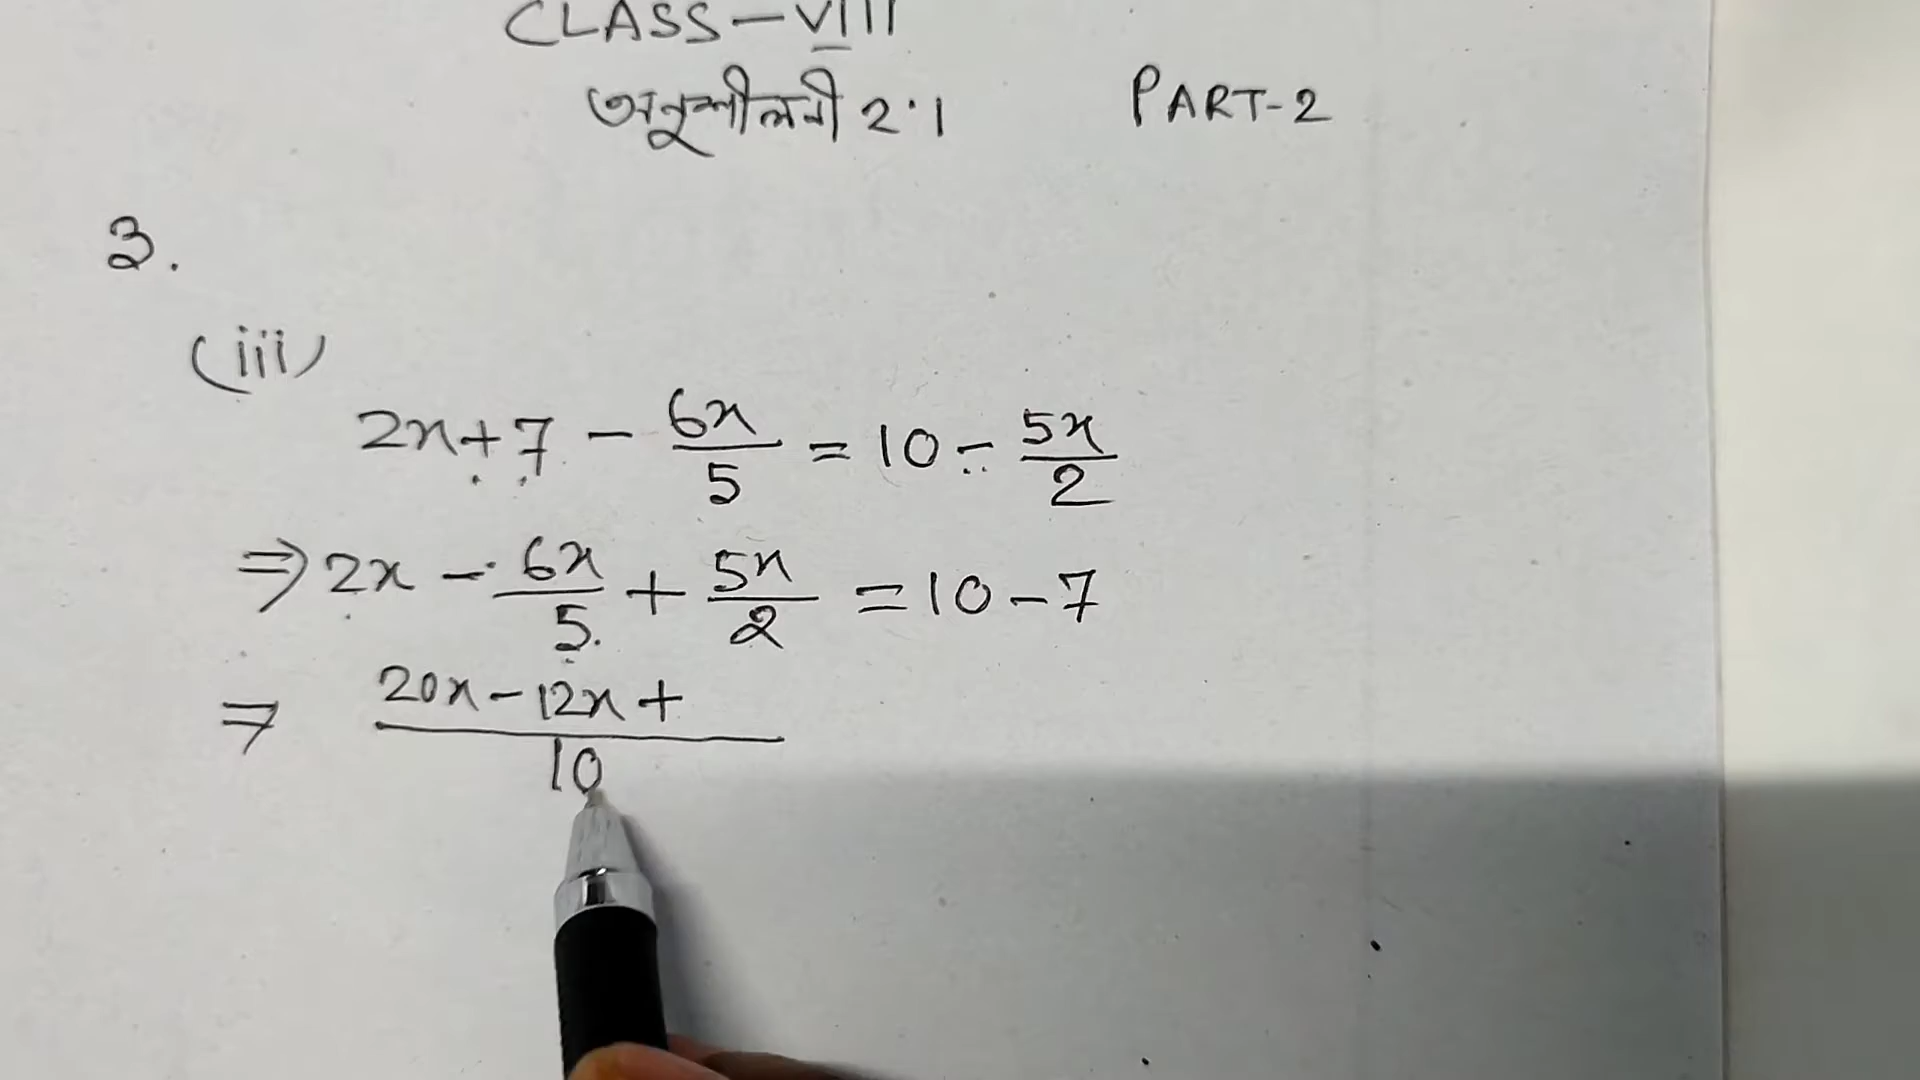 CLASS-VIII
অনুশীলনী 2.1
PART-2
3.
(iii)
2x+7 - 6x/5 = 10 - 5x/2
⇒ 2x - 6x/5 + 5x/2 = 10-7
⇒ 20x-12x+ / 10